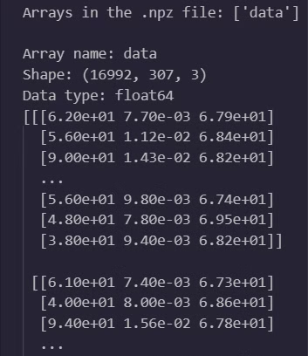 Arrays in the .npz file: ['data']
Array name: data
Shape: (16992, 307, 3)
Data type: float64
[[[6.20e+01 7.70e-03 6.79e+01]
[5.60e+01 1.12e-02 6.84e+01]
[9.00e+01 1.43e-02 6.82e+01]
...
[5.60e+01 9.80e-03 6.74e+01]
[4.80e+01 7.80e-03 6.95e+01]
[3.80e+01 9.40e-03 6.82e+01]]
[[6.10e+01 7.40e-03 6.73e+01]
[4.00e+01 8.00e-03 6.86e+01]
[9.40e+01 1.56e-02 6.78e+01]
...